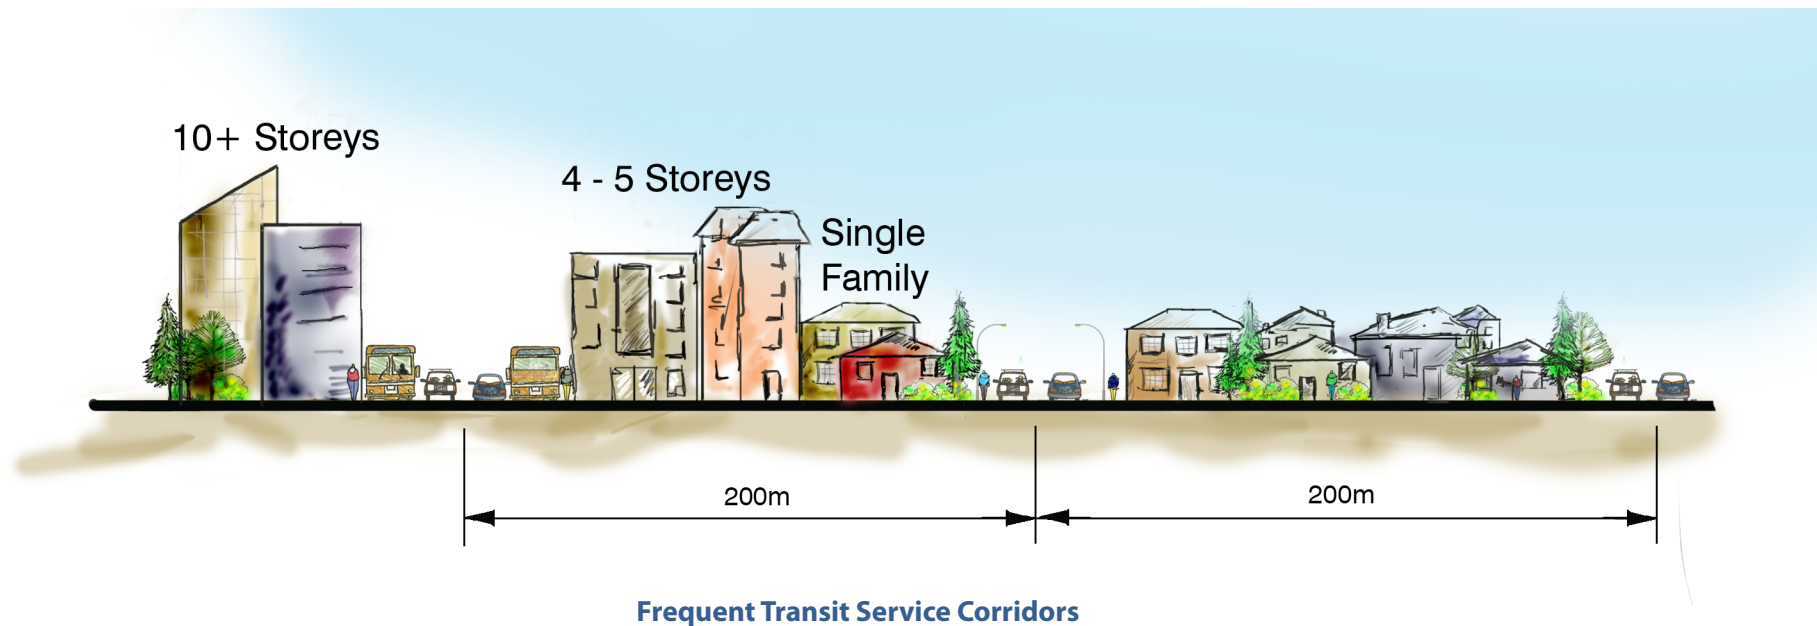 10+ Storeys
4 - 5 Storeys
Single
Family
200m
200m
Frequent Transit Service Corridors